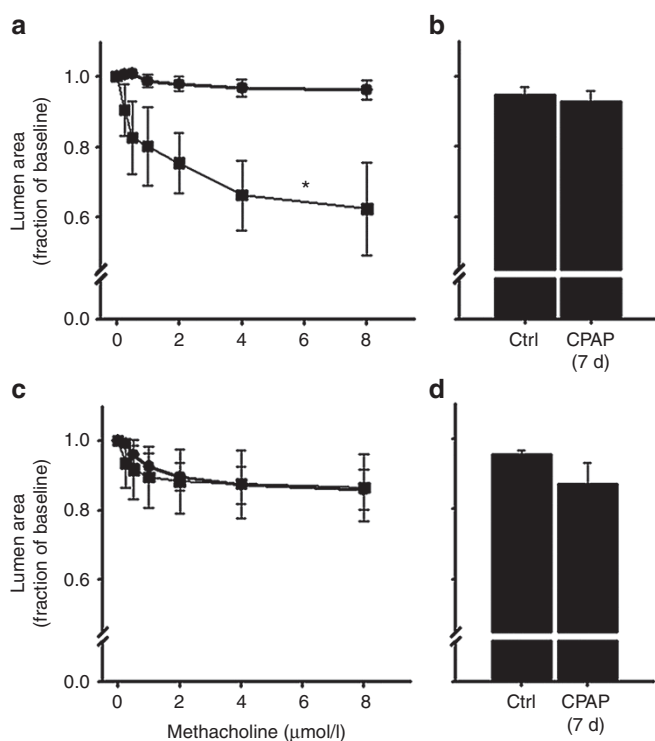 a
b
Lumen area
(fraction of baseline)
1.0
0.8
0.6
0.0
*
0 2 4 6 8
Ctrl CPAP
(7 d)
c
d
Lumen area
(fraction of baseline)
1.0
0.8
0.6
0.0
0 2 4 6 8
Methacholine (μmol/l)
Ctrl CPAP
(7 d)